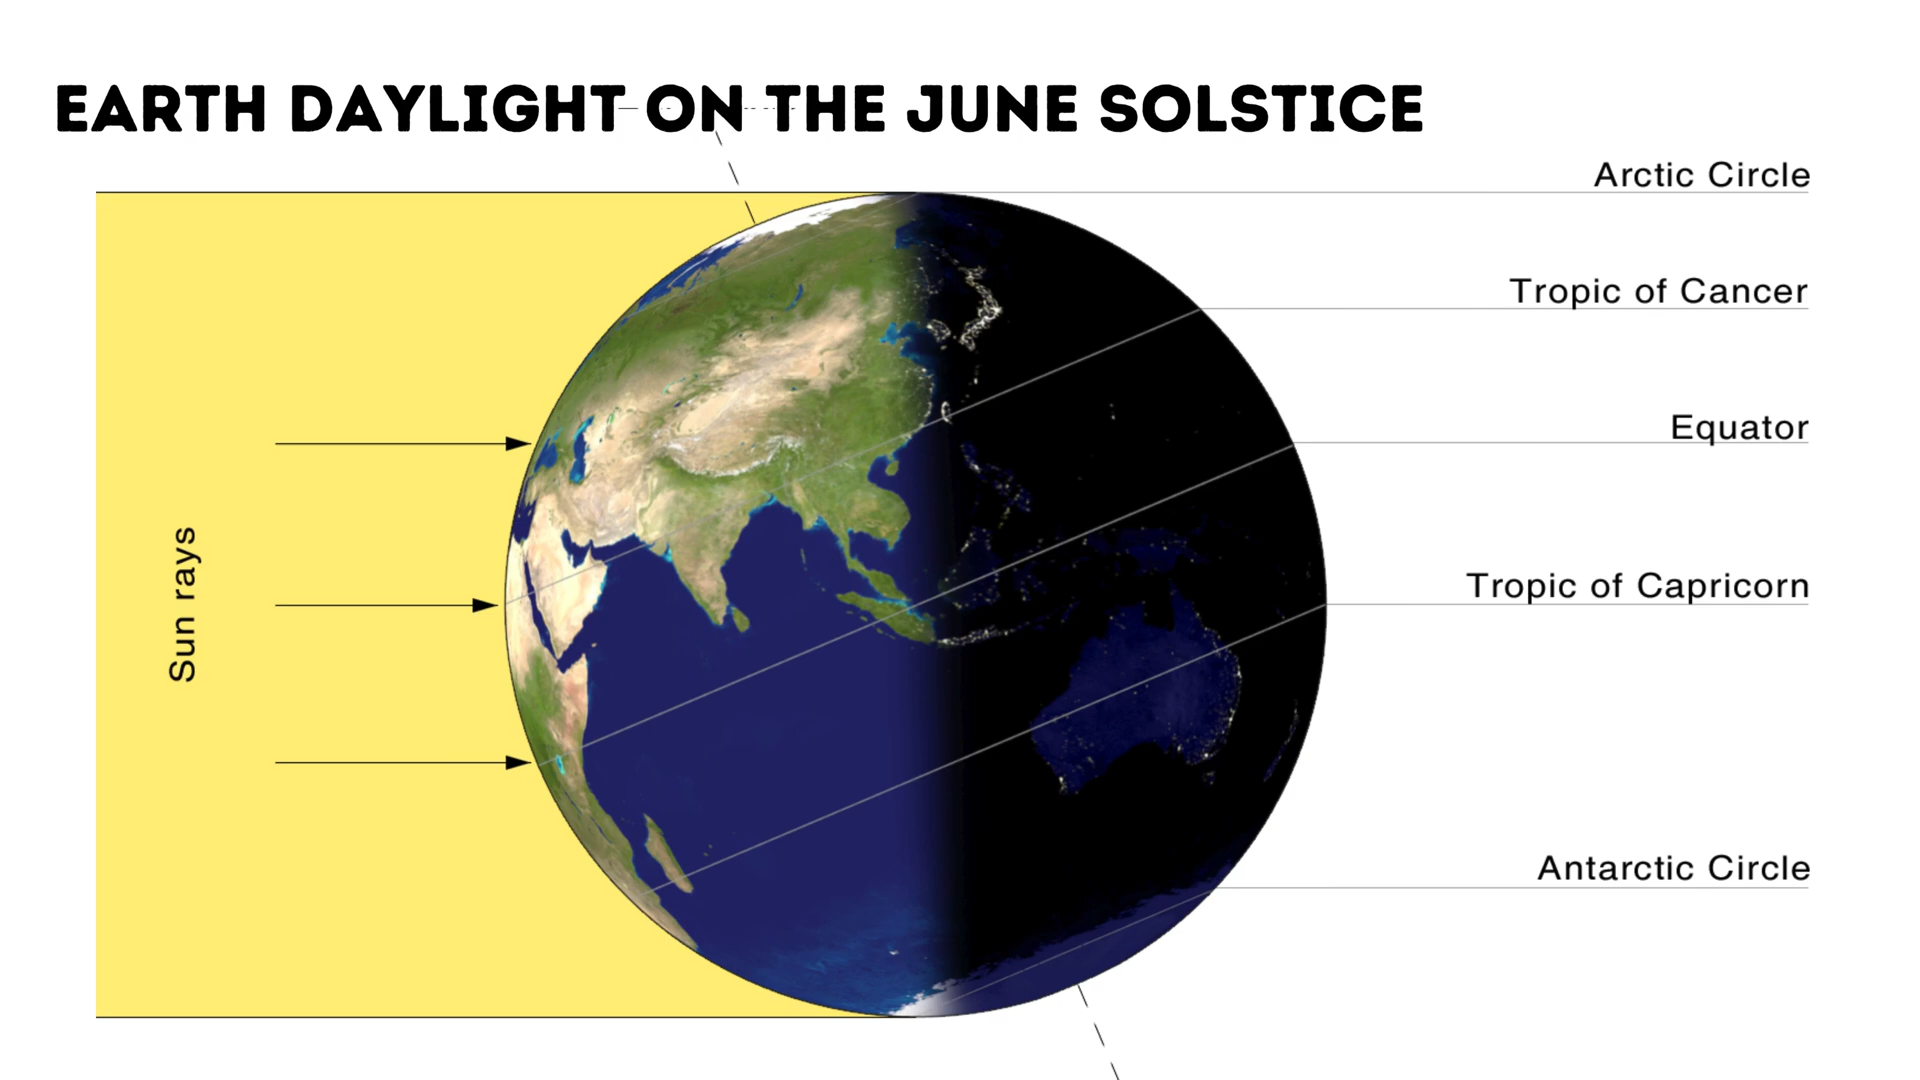 EARTH DAYLIGHT ON THE JUNE SOLSTICE
Arctic Circle
Tropic of Cancer
Equator
Tropic of Capricorn
Sun rays
Antarctic Circle